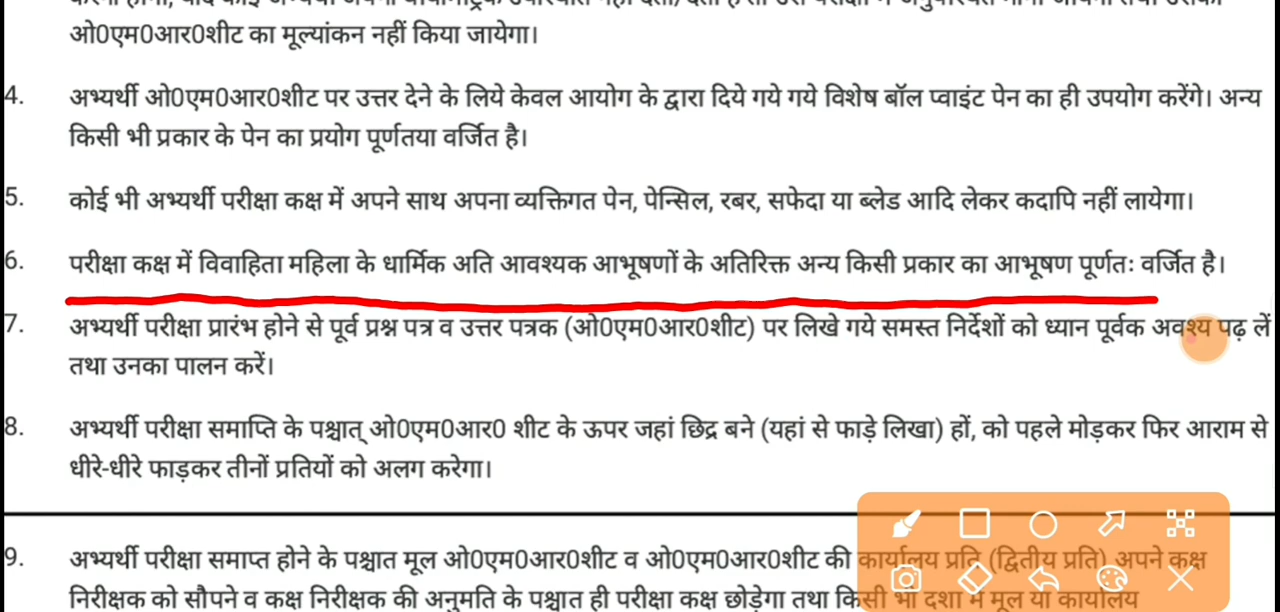 ओ0एम0आर0शीट का मूल्यांकन नहीं किया जायेगा।
4. अभ्यर्थी ओ0एम0आर0शीट पर उत्तर देने के लिये केवल आयोग के द्वारा दिये गये गये विशेष बॉल प्वाइंट पेन का ही उपयोग करेंगे। अन्य
किसी भी प्रकार के पेन का प्रयोग पूर्णतया वर्जित है।
5. कोई भी अभ्यर्थी परीक्षा कक्ष में अपने साथ अपना व्यक्तिगत पेन, पेन्सिल, रबर, सफेदा या ब्लेड आदि लेकर कदापि नहीं लायेगा।
6. परीक्षा कक्ष में विवाहिता महिला के धार्मिक अति आवश्यक आभूषणों के अतिरिक्त अन्य किसी प्रकार का आभूषण पूर्णतः वर्जित है।
7. अभ्यर्थी परीक्षा प्रारंभ होने से पूर्व प्रश्न पत्र व उत्तर पत्रक (ओ0एम0आर0शीट) पर लिखे गये समस्त निर्देशों को ध्यान पूर्वक अवश्य पढ़ लें
तथा उनका पालन करें।
8. अभ्यर्थी परीक्षा समाप्ति के पश्चात् ओ0एम0आर0 शीट के ऊपर जहां छिद्र बने (यहां से फाड़े लिखा) हों, को पहले मोड़कर फिर आराम से
धीरे-धीरे फाड़कर तीनों प्रतियों को अलग करेगा।
9. अभ्यर्थी परीक्षा समाप्त होने के पश्चात मूल ओ0एम0आर0शीट व ओ0एम0आर0शीट की कार्यालय प्रति (द्वितीय प्रति) अपने कक्ष
निरीक्षक को सौपने व कक्ष निरीक्षक की अनुमति के पश्चात ही परीक्षा कक्ष छोड़ेगा तथा किसी भी दशा में मूल या कार्यालय